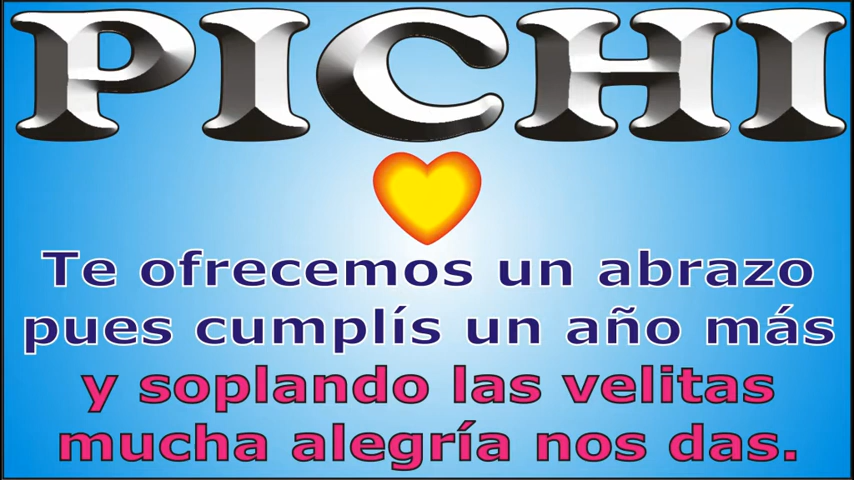 PICHI
Te ofrecemos un abrazo
pues cumplís un año más
y soplando las velitas
mucha alegría nos das.